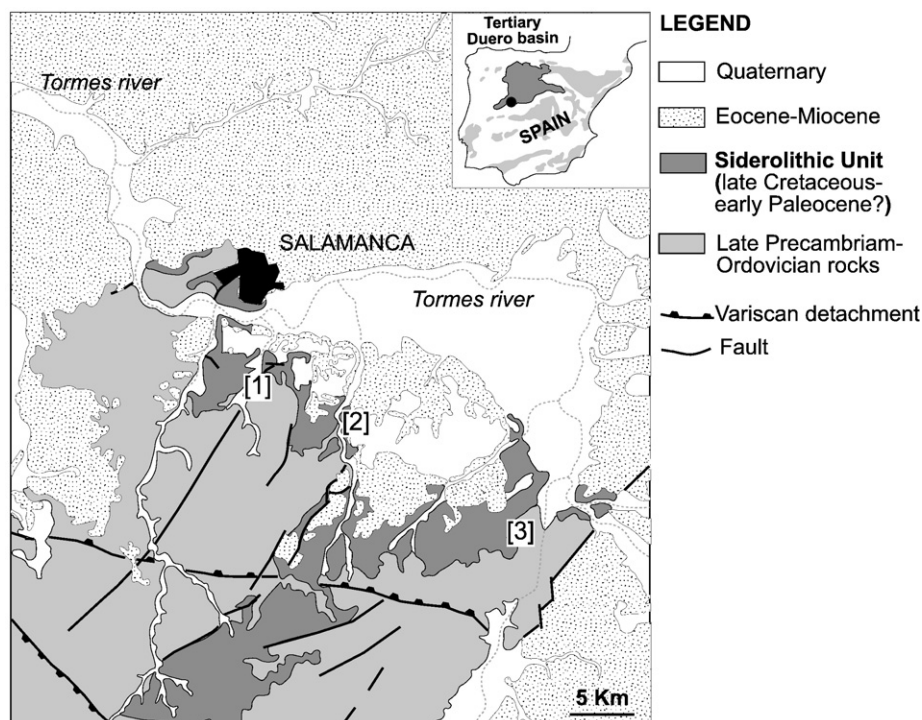 Tertiary
Duero basin
SPAIN
Tormes river
SALAMANCA
Tormes river
[1]
[2]
[3]
5 Km
LEGEND
Quaternary
Eocene-Miocene
Siderolithic Unit
(late Cretaceous-
early Paleocene?)
Late Precambriam-
Ordovician rocks
Variscan detachment
Fault